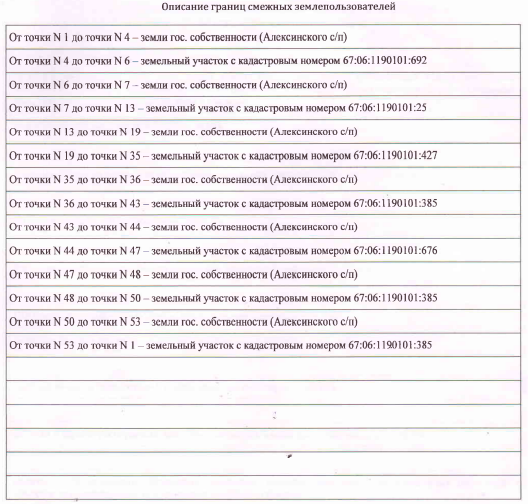 Описание границ смежных землепользователей
От точки N 1 до точки N 4 – земли гос. собственности (Алексинского с/п)
От точки N 4 до точки N 6 – земельный участок с кадастровым номером 67:06:1190101:692
От точки N 6 до точки N 7 – земли гос. собственности (Алексинского с/п)
От точки N 7 до точки N 13 – земельный участок с кадастровым номером 67:06:1190101:25
От точки N 13 до точки N 19 – земли гос. собственности (Алексинского с/п)
От точки N 19 до точки N 35 – земельный участок с кадастровым номером 67:06:1190101:427
От точки N 35 до точки N 36 – земли гос. собственности (Алексинского с/п)
От точки N 36 до точки N 43 – земельный участок с кадастровым номером 67:06:1190101:385
От точки N 43 до точки N 44 – земли гос. собственности (Алексинского с/п)
От точки N 44 до точки N 47 – земельный участок с кадастровым номером 67:06:1190101:676
От точки N 47 до точки N 48 – земли гос. собственности (Алексинского с/п)
От точки N 48 до точки N 50 – земельный участок с кадастровым номером 67:06:1190101:385
От точки N 50 до точки N 53 – земли гос. собственности (Алексинского с/п)
От точки N 53 до точки N 1 – земельный участок с кадастровым номером 67:06:1190101:385